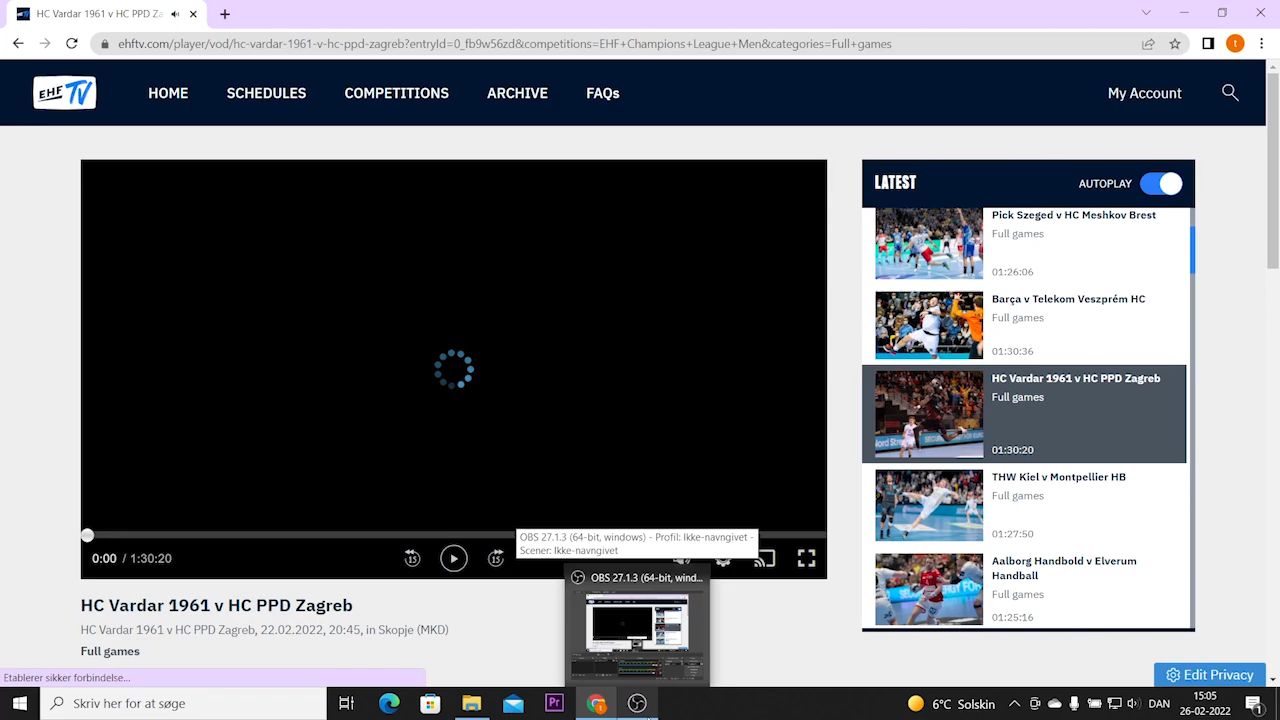 HC Vardar 1961 v HC PPD Za
ehftv.com/player/vod/hc-vardar-1961-v-hc-ppd-zagreb?entryId=0_fb9w56zd&competitions=EHF+Champions+League+Men&categories=Full+games
t
EHF TV
HOME
SCHEDULES
COMPETITIONS
ARCHIVE
FAQs
My Account
LATEST
AUTOPLAY
Pick Szeged v HC Meshkov Brest
Full games
01:26:06
Barça v Telekom Veszprém HC
Full games
01:30:36
HC Vardar 1961 v HC PPD Zagreb
Full games
01:30:20
THW Kiel v Montpellier HB
Full games
01:27:50
Aalborg Handbold v Elverum
Handball
Full games
01:25:16
0:00 / 1:30:20
15
15
OBS 27.1.3 (64-bit, windows) - Profil: Ikke-navngivet -
Scener: Ikke-navngivet
OBS 27.1.3 (64-bit, wind...
HC Vardar 1961 v HC PPD Zagreb
HC Vardar 1961 v HC PPD Zagreb, 22.02.2022, 20:45, in Skopje (MKD)
Full games
Etablerer sikker forbindelse...
Edit Privacy
Skriv her for at søge
Pr
6°C Solskin
DAN
15:05
26-02-2022
1